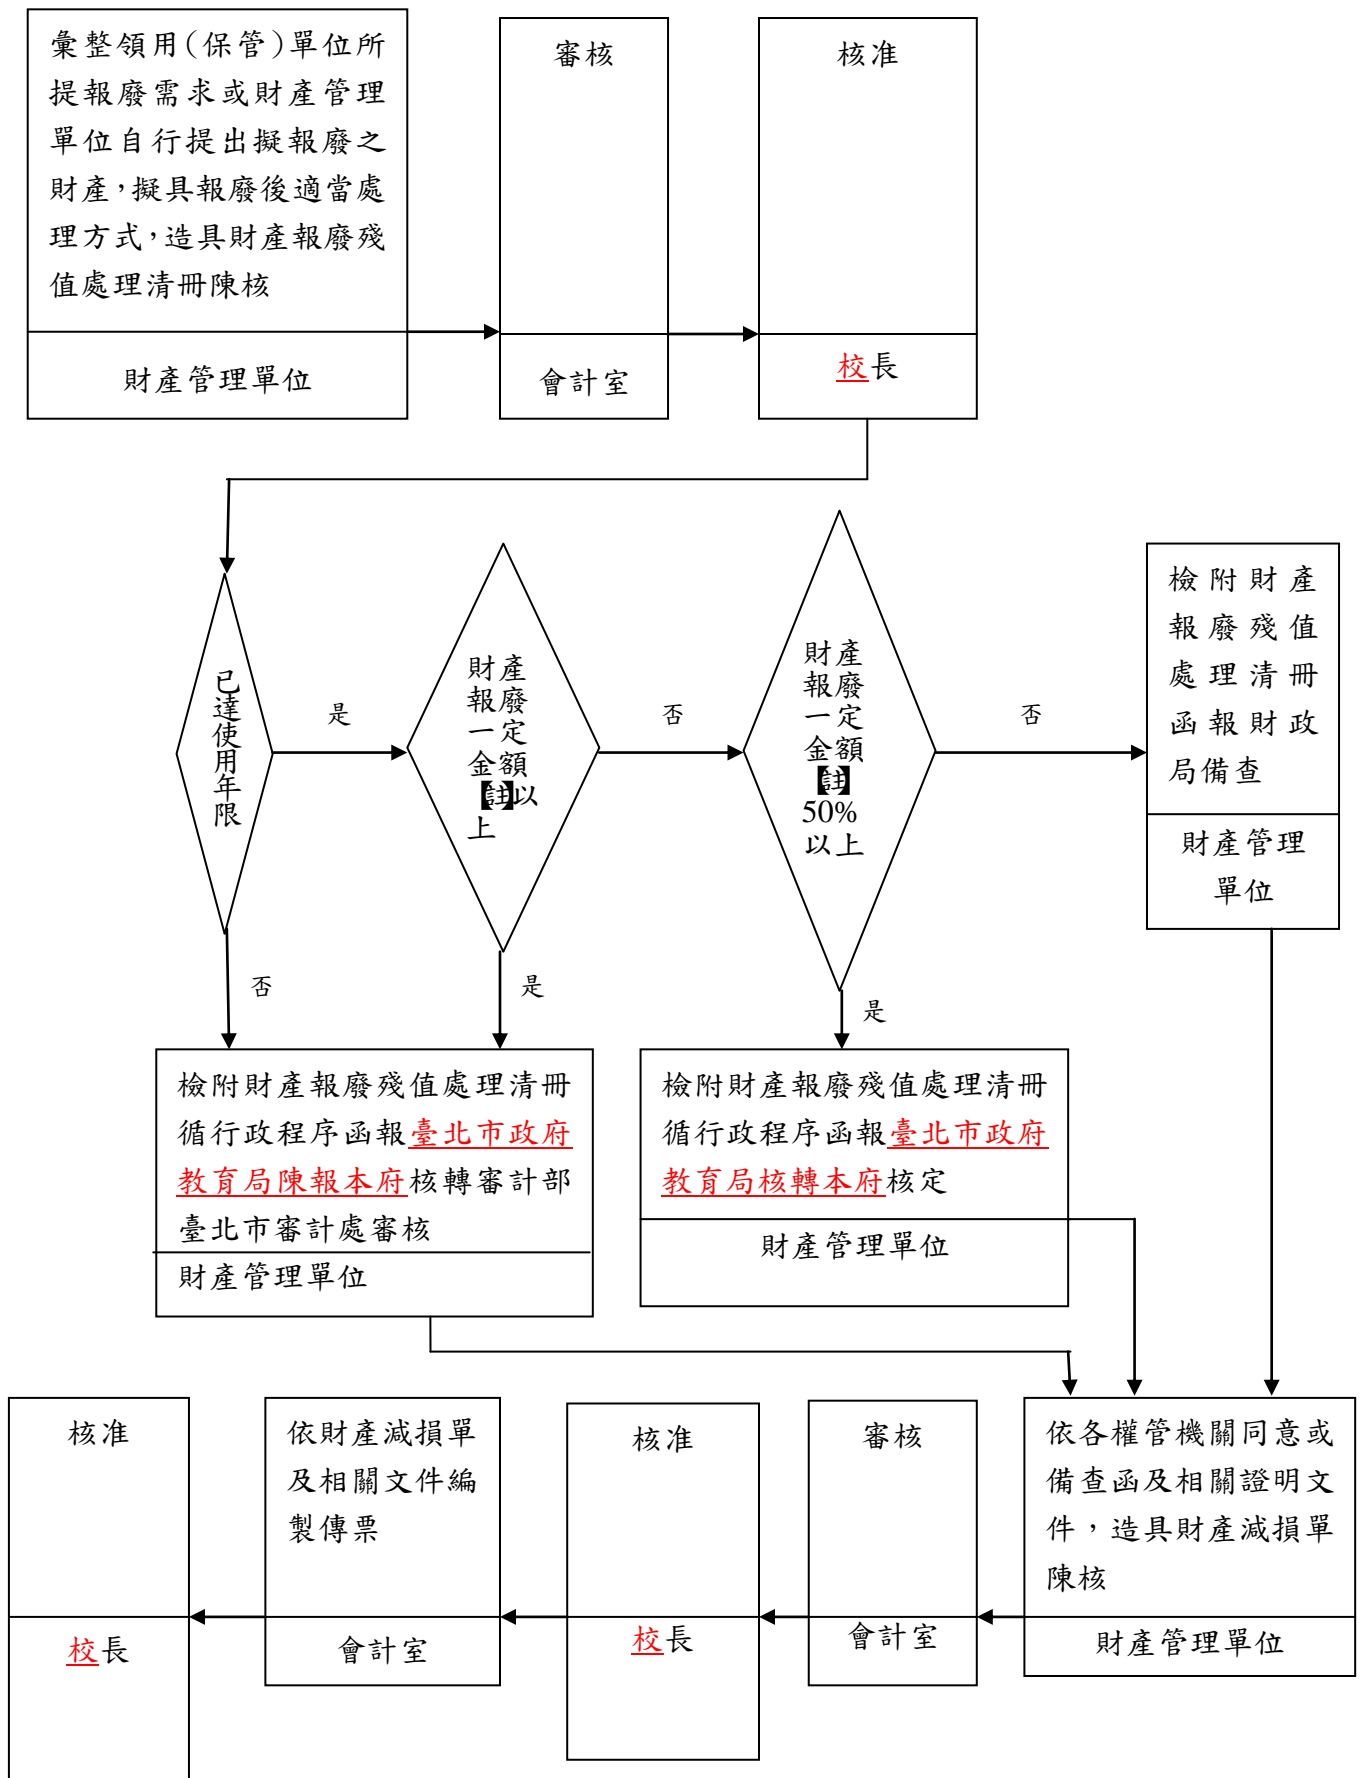 彙整領用(保管)單位所
提報廢需求或財產管理
單位自行提出擬報廢之
財產，擬具報廢後適當處
理方式，造具財產報廢殘
值處理清冊陳核
財產管理單位
審核
會計室
核准
校長
已達使用年限
是
否
財產
報廢
一定
金額
【註】以
上
否
是
財產
報廢
一定
金額
【註】
50%
以上
否
是
檢附財產
報廢殘值
處理清冊
函報財政
局備查
財產管理
單位
檢附財產報廢殘值處理清冊
循行政程序函報臺北市政府
教育局陳報本府核轉審計部
臺北市審計處審核
財產管理單位
檢附財產報廢殘值處理清冊
循行政程序函報臺北市政府
教育局核轉本府核定
財產管理單位
依各權管機關同意或
備查函及相關證明文
件，造具財產減損單
陳核
財產管理單位
審核
會計室
核准
校長
依財產減損單
及相關文件編
製傳票
會計室
核准
校長